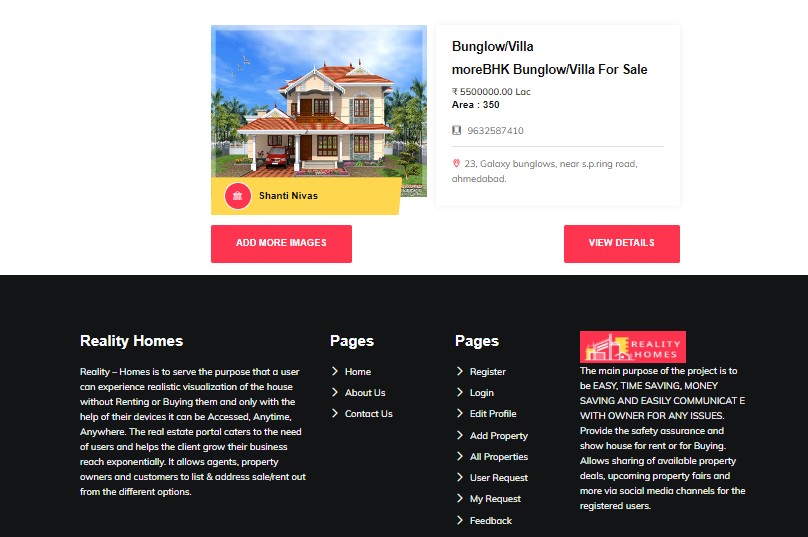 Bunglow/Villa
moreBHK Bunglow/Villa For Sale
₹ 5500000.00 Lac
Area : 350
9632587410
23, Galaxy bunglows, near s.p.ring road,
ahmedabad.
Shanti Nivas
ADD MORE IMAGES
VIEW DETAILS
Reality Homes
Reality – Homes is to serve the purpose that a user
can experience realistic visualization of the house
without Renting or Buying them and only with the
help of their devices it can be Accessed, Anytime,
Anywhere. The real estate portal caters to the need
of users and helps the client grow their business
reach exponentially. It allows agents, property
owners and customers to list & address sale/rent out
from the different options.
Pages
Home
About Us
Contact Us
Pages
Register
Login
Edit Profile
Add Property
All Properties
User Request
My Request
Feedback
REALITY
HOMES
The main purpose of the project is to
be EASY, TIME SAVING, MONEY
SAVING AND EASILY COMMUNICAT E
WITH OWNER FOR ANY ISSUES.
Provide the safety assurance and
show house for rent or for Buying.
Allows sharing of available property
deals, upcoming property fairs and
more via social media channels for the
registered users.